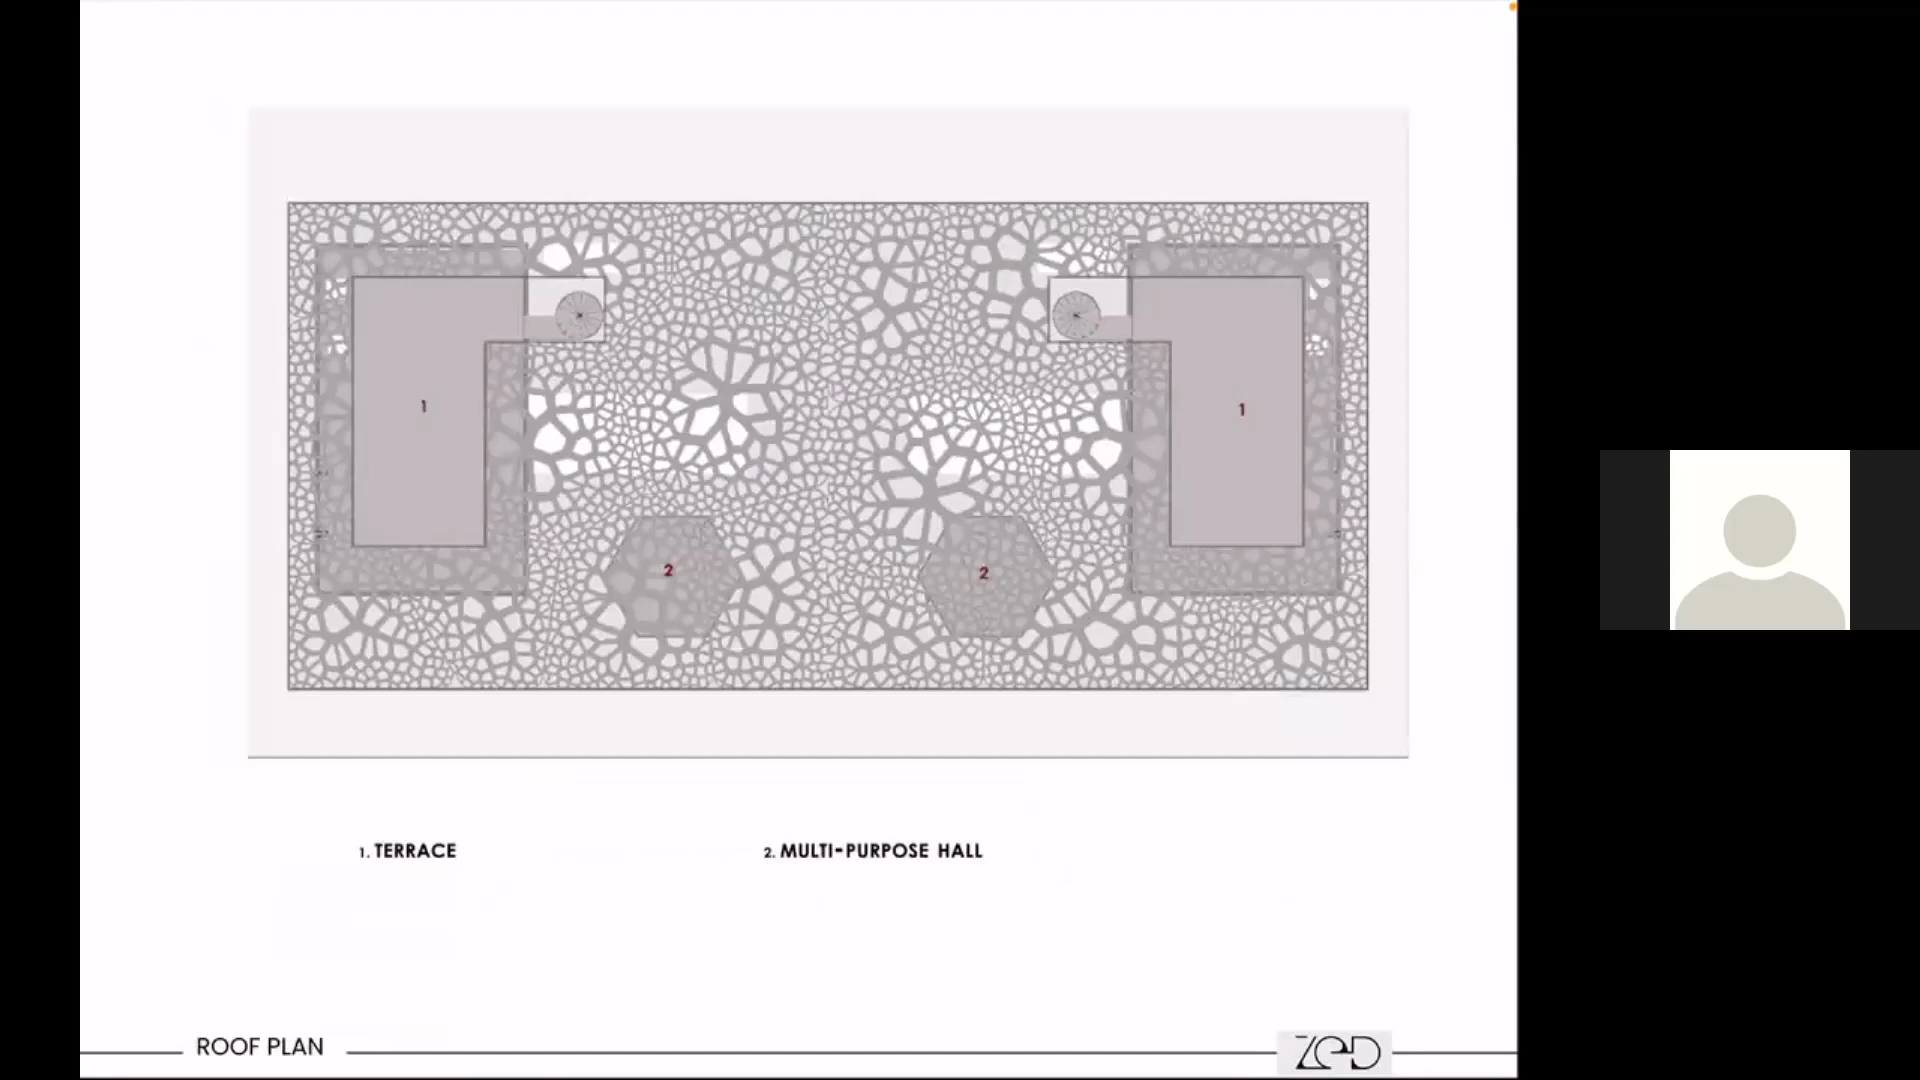 1
1
2
2
1. TERRACE
2. MULTI-PURPOSE HALL
ROOF PLAN
ZED